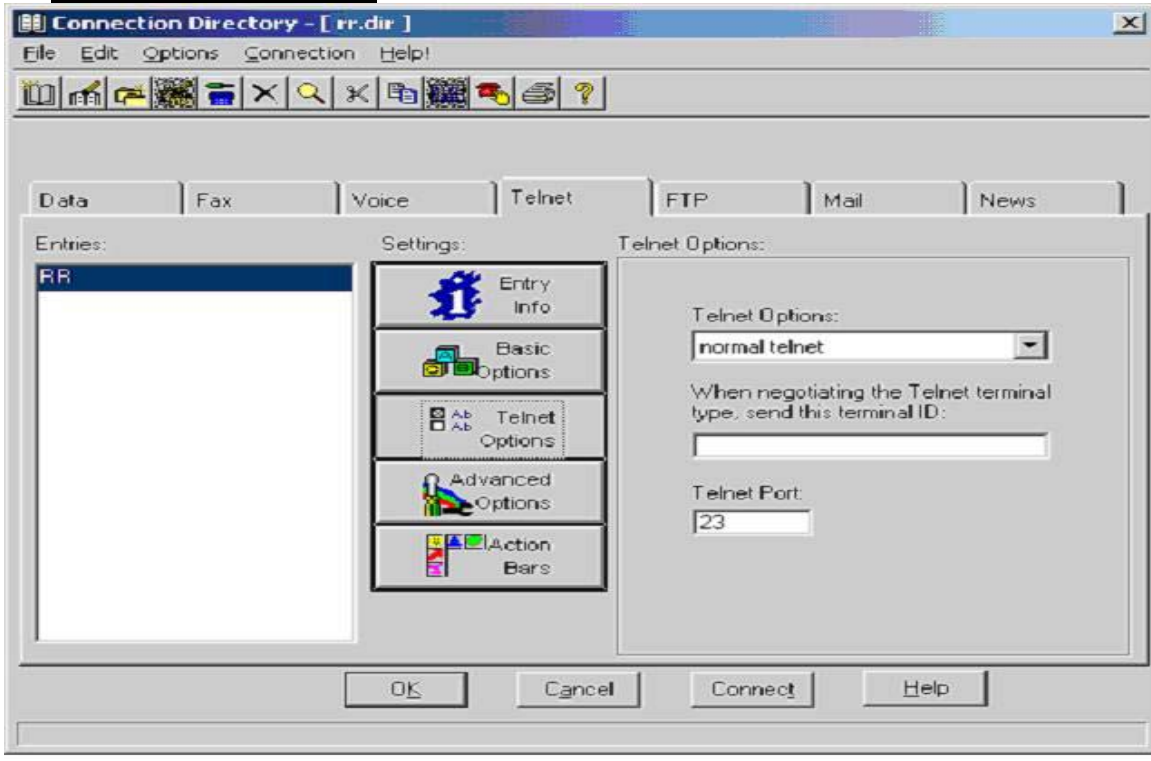 Connection Directory - [ rr.dir ]
File Edit Options Connection Help!
Data Fax Voice Telnet FTP Mail News
Entries:
RR
Settings:
Entry
Info
Basic
Options
Telnet
Options
Advanced
Options
Action
Bars
Telnet Options:
Telnet Options:
normal telnet
When negotiating the Telnet terminal
type, send this terminal ID:
Telnet Port:
23
OK Cancel Connect Help